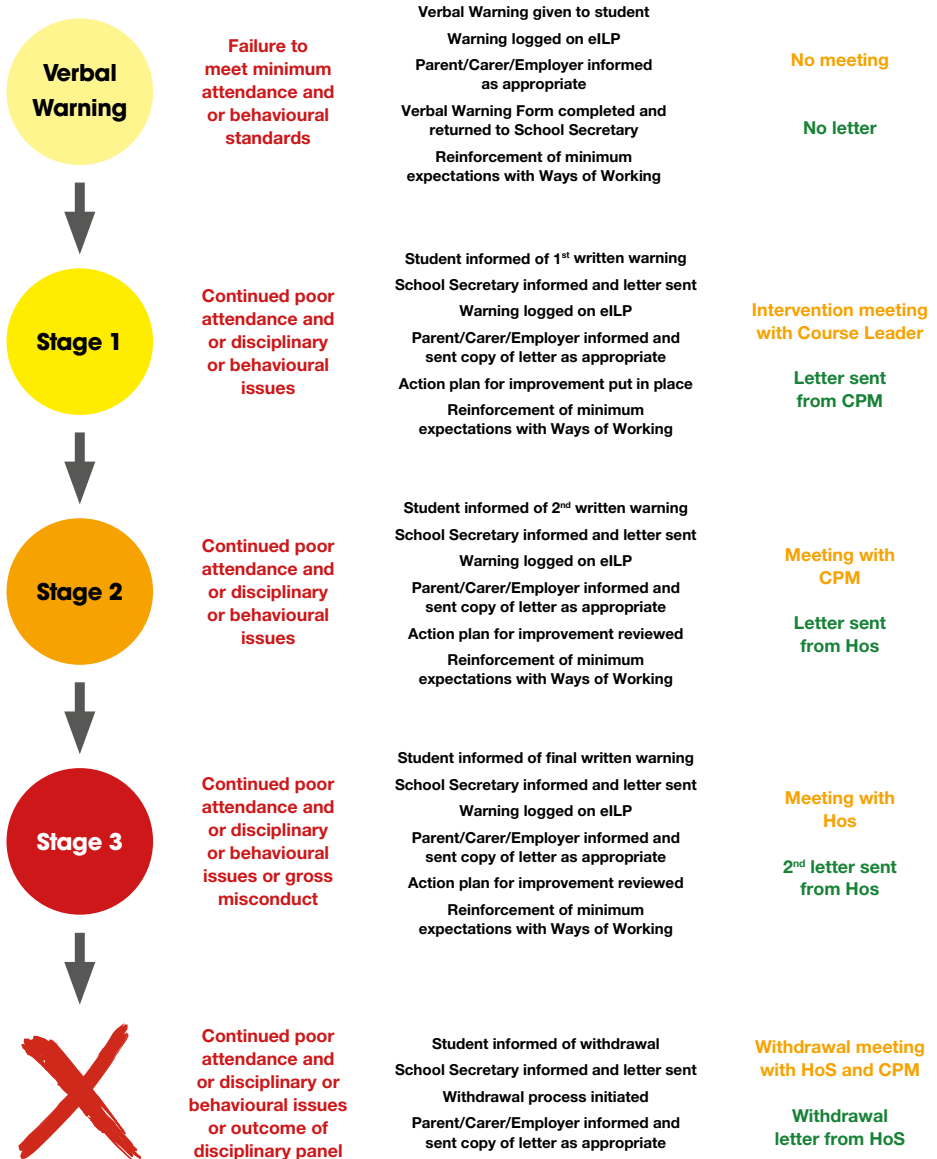 Verbal
Warning
Failure to
meet minimum
attendance and
or behavioural
standards
Verbal Warning given to student
Warning logged on eILP
Parent/Carer/Employer informed
as appropriate
Verbal Warning Form completed and
returned to School Secretary
Reinforcement of minimum
expectations with Ways of Working
No meeting
No letter
Stage 1
Continued poor
attendance and
or disciplinary
or behavioural
issues
Student informed of 1st written warning
School Secretary informed and letter sent
Warning logged on eILP
Parent/Carer/Employer informed and
sent copy of letter as appropriate
Action plan for improvement put in place
Reinforcement of minimum
expectations with Ways of Working
Intervention meeting
with Course Leader
Letter sent
from CPM
Stage 2
Continued poor
attendance and
or disciplinary
or behavioural
issues
Student informed of 2nd written warning
School Secretary informed and letter sent
Warning logged on eILP
Parent/Carer/Employer informed and
sent copy of letter as appropriate
Action plan for improvement reviewed
Reinforcement of minimum
expectations with Ways of Working
Meeting with
CPM
Letter sent
from Hos
Stage 3
Continued poor
attendance and
or disciplinary
or behavioural
issues or gross
misconduct
Student informed of final written warning
School Secretary informed and letter sent
Warning logged on eILP
Parent/Carer/Employer informed and
sent copy of letter as appropriate
Action plan for improvement reviewed
Reinforcement of minimum
expectations with Ways of Working
Meeting with
Hos
2nd letter sent
from Hos
Continued poor
attendance and
or disciplinary or
behavioural issues
or outcome of
disciplinary panel
Student informed of withdrawal
School Secretary informed and letter sent
Withdrawal process initiated
Parent/Carer/Employer informed and
sent copy of letter as appropriate
Withdrawal meeting
with HoS and CPM
Withdrawal
letter from HoS